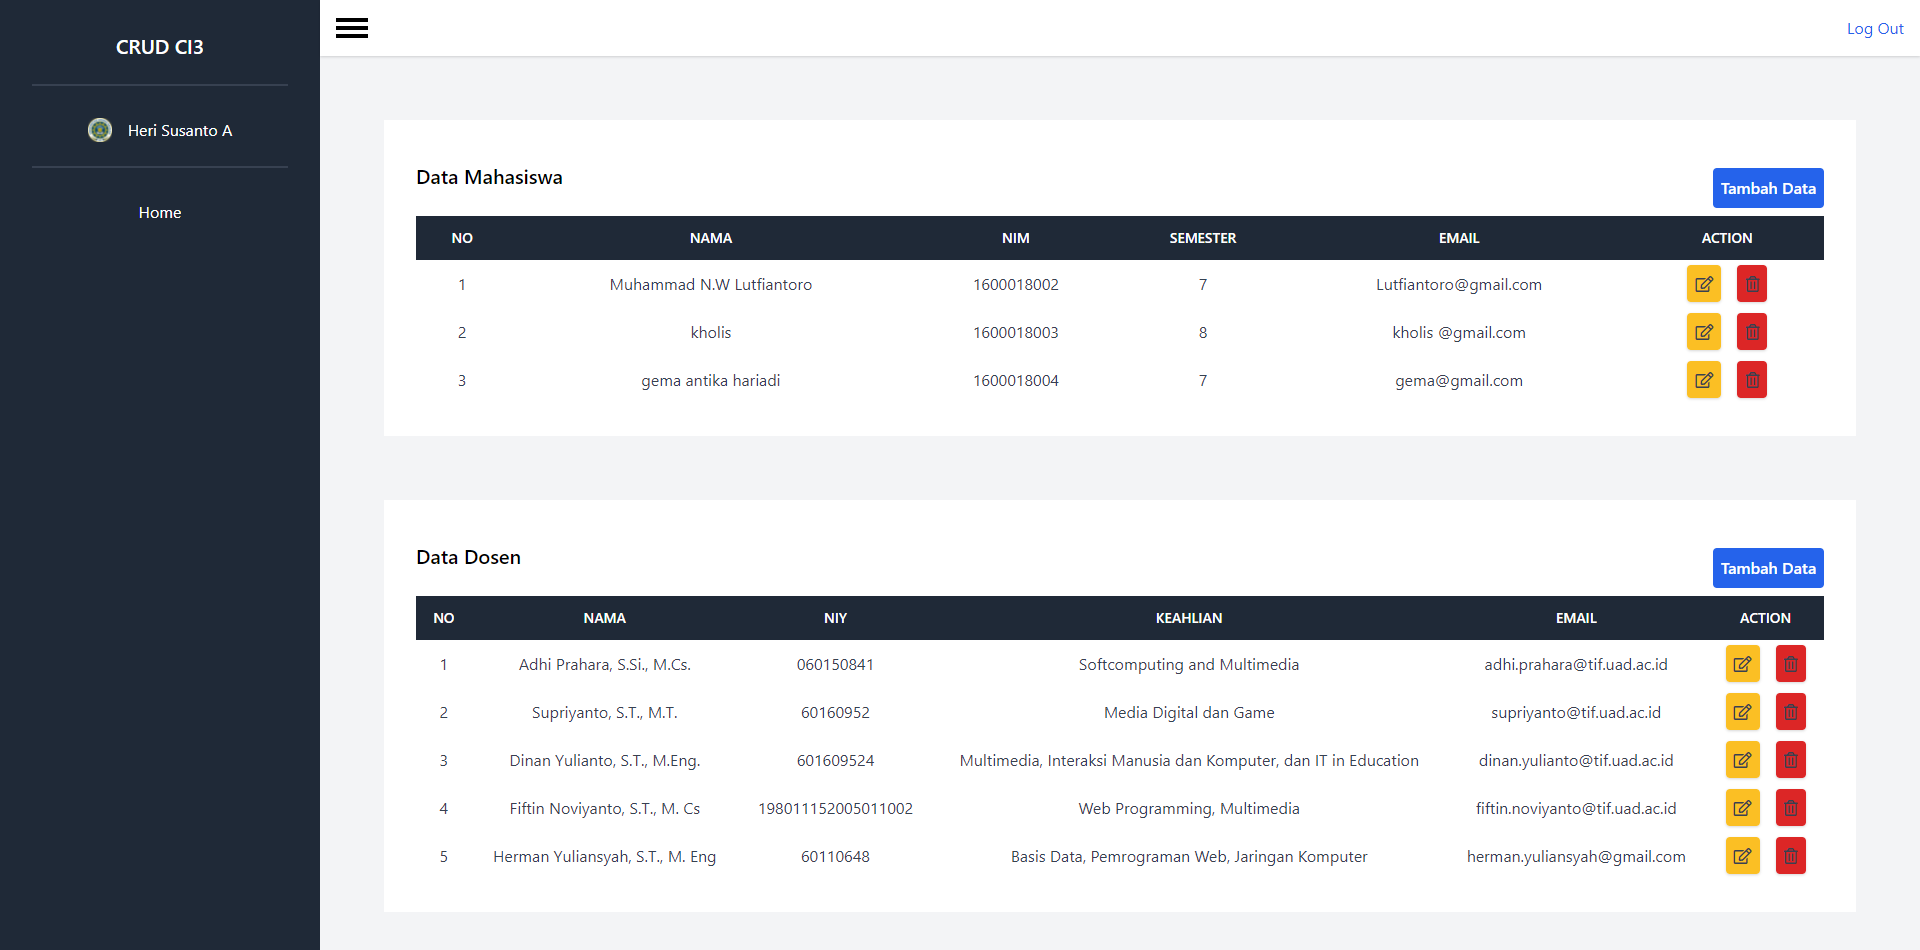 CRUD CI3
Log Out
Heri Susanto A
Home
Data Mahasiswa
Tambah Data
NO NAMA NIM SEMESTER EMAIL ACTION
1 Muhammad N.W Lutfiantoro 1600018002 7 Lutfiantoro@gmail.com
2 kholis 1600018003 8 kholis @gmail.com
3 gema antika hariadi 1600018004 7 gema@gmail.com
Data Dosen
Tambah Data
NO NAMA NIY KEAHLIAN EMAIL ACTION
1 Adhi Prahara, S.Si., M.Cs. 060150841 Softcomputing and Multimedia adhi.prahara@tif.uad.ac.id
2 Supriyanto, S.T., M.T. 60160952 Media Digital dan Game supriyanto@tif.uad.ac.id
3 Dinan Yulianto, S.T., M.Eng. 601609524 Multimedia, Interaksi Manusia dan Komputer, dan IT in Education dinan.yulianto@tif.uad.ac.id
4 Fiftin Noviyanto, S.T., M. Cs 198011152005011002 Web Programming, Multimedia fiftin.noviyanto@tif.uad.ac.id
5 Herman Yuliansyah, S.T., M. Eng 60110648 Basis Data, Pemrograman Web, Jaringan Komputer herman.yuliansyah@gmail.com